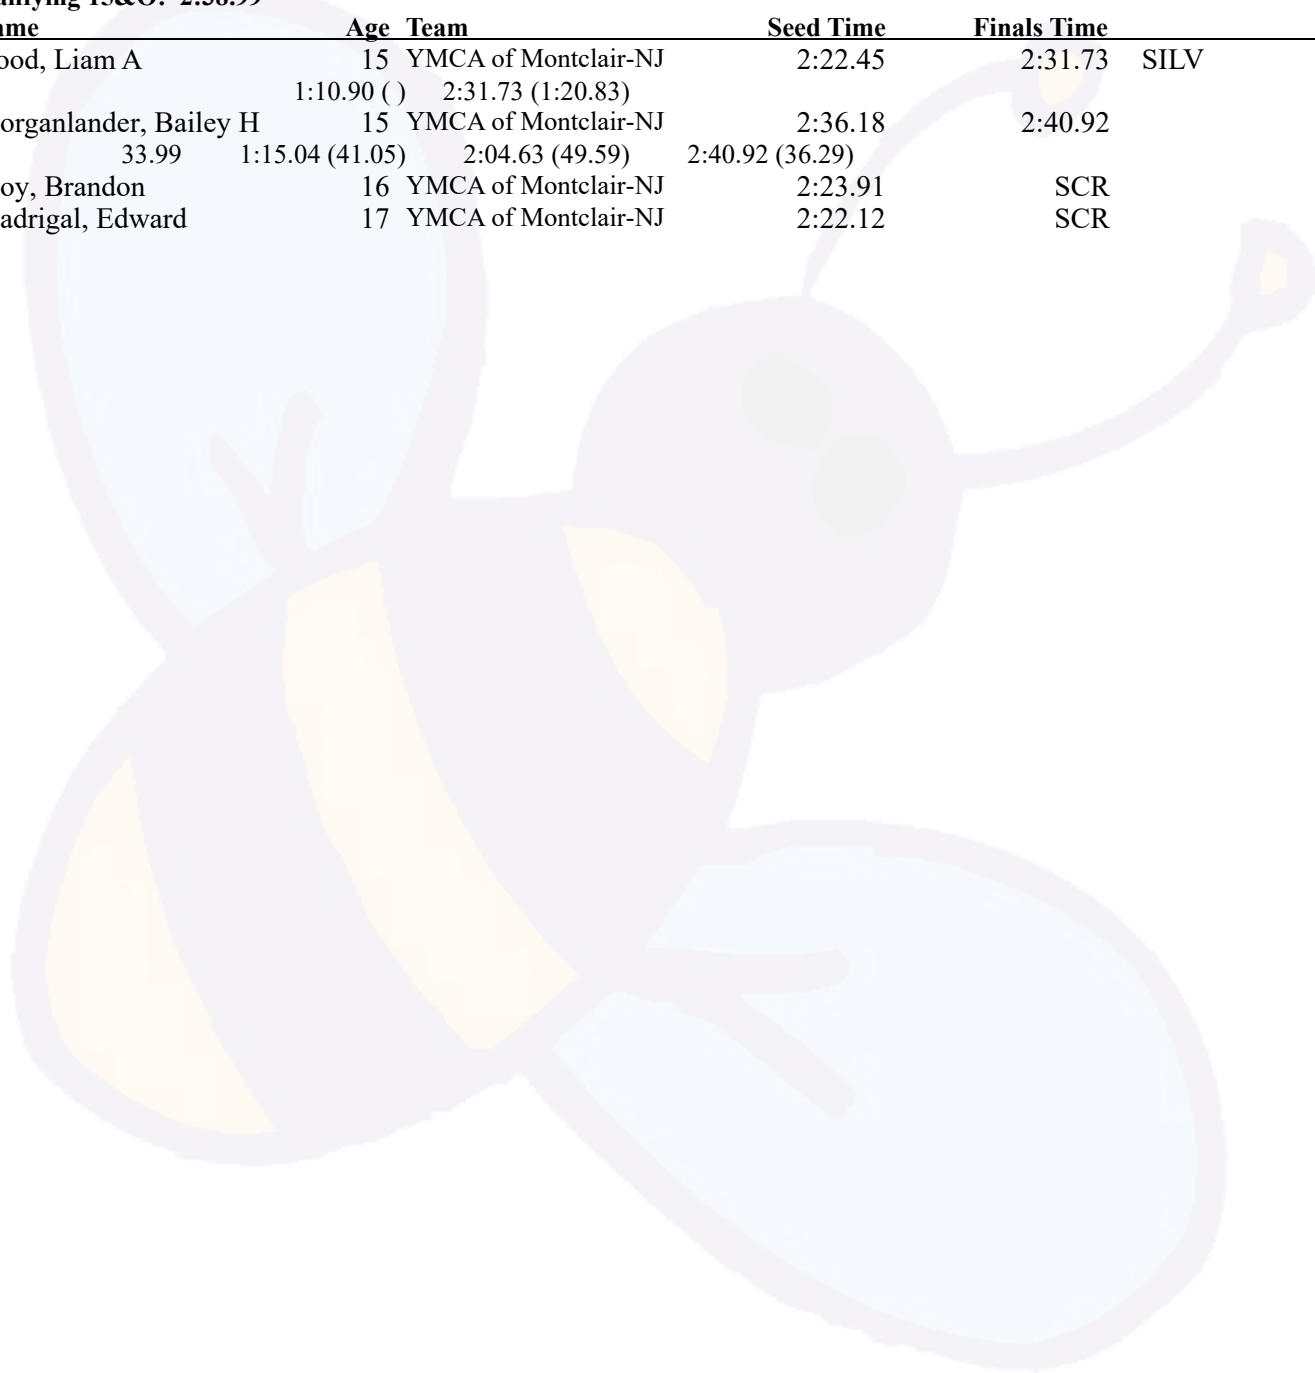 alifying 15&O: 2:38.99
ame Age Team Seed Time Finals Time
ood, Liam A 15 YMCA of Montclair-NJ 2:22.45 2:31.73 SILV
1:10.90 ( ) 2:31.73 (1:20.83)
organlander, Bailey H 15 YMCA of Montclair-NJ 2:36.18 2:40.92
33.99 1:15.04 (41.05) 2:04.63 (49.59) 2:40.92 (36.29)
oy, Brandon 16 YMCA of Montclair-NJ 2:23.91 SCR
adrigal, Edward 17 YMCA of Montclair-NJ 2:22.12 SCR